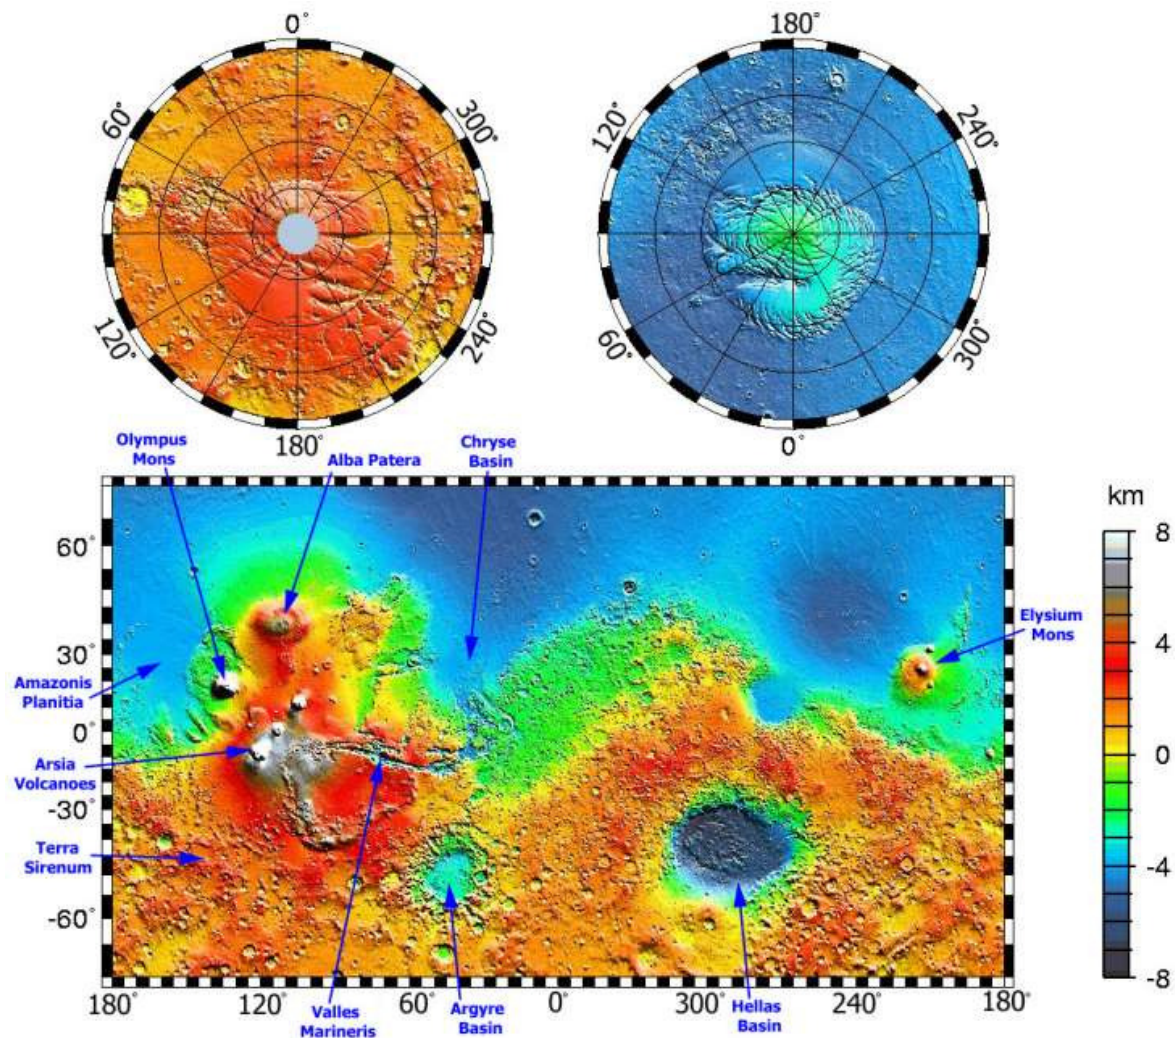 0°
180°
60°
300°
120°
240°
120°
240°
60°
300°
180°
0°
Olympus
Mons
Alba Patera
Chryse
Basin
km
8
4
0
-4
-8
60°
30°
0°
-30°
-60°
Elysium
Mons
Amazonis
Planitia
Arsia
Volcanoes
Terra
Sirenum
180°
120°
60°
0°
300°
240°
180°
Valles
Marineris
Argyre
Basin
Hellas
Basin